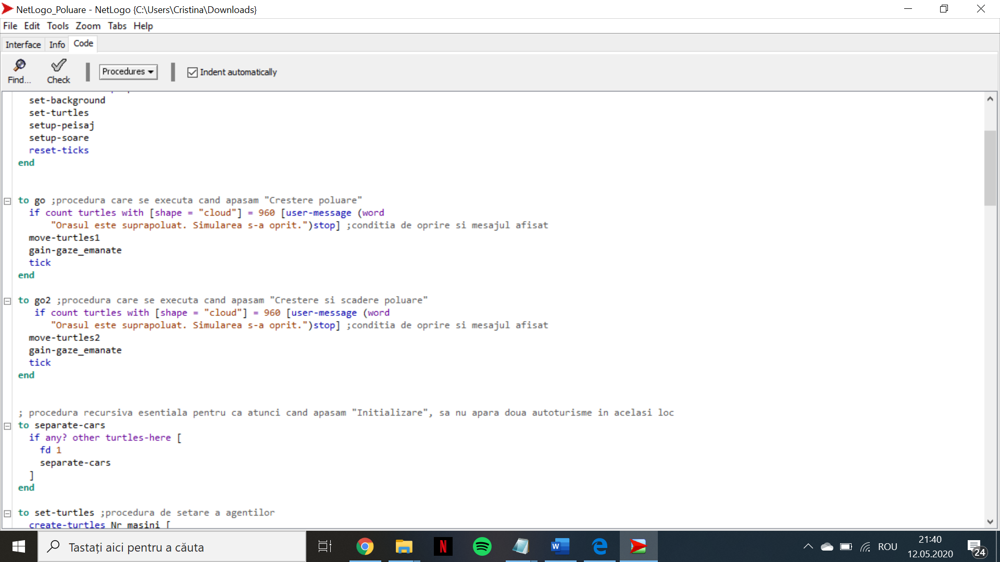 NetLogo_Poluare - NetLogo {C:\Users\Cristina\Downloads}
File Edit Tools Zoom Tabs Help
Interface Info Code
Find... Check Procedures Indent automatically
set-background
set-turtles
setup-peisaj
setup-soare
reset-ticks
end
to go ;procedura care se executa cand apasam "Crestere poluare"
if count turtles with [shape = "cloud"] = 960 [user-message (word
"Orasul este suprapoluat. Simularea s-a oprit.")stop] ;conditia de oprire si mesajul afisat
move-turtles1
gain-gaze_emanate
tick
end
to go2 ;procedura care se executa cand apasam "Crestere si scadere poluare"
if count turtles with [shape = "cloud"] = 960 [user-message (word
"Orasul este suprapoluat. Simularea s-a oprit.")stop] ;conditia de oprire si mesajul afisat
move-turtles2
gain-gaze_emanate
tick
end
; procedura recursiva esentiala pentru ca atunci cand apasam "Initializare", sa nu apara doua autoturisme in acelasi loc
to separate-cars
if any? other turtles-here [
fd 1
separate-cars
]
end
to set-turtles ;procedura de setare a agentilor
create-turtles Nr_masini [
Tastați aici pentru a căuta
N
W
ROU
21:40
12.05.2020
24